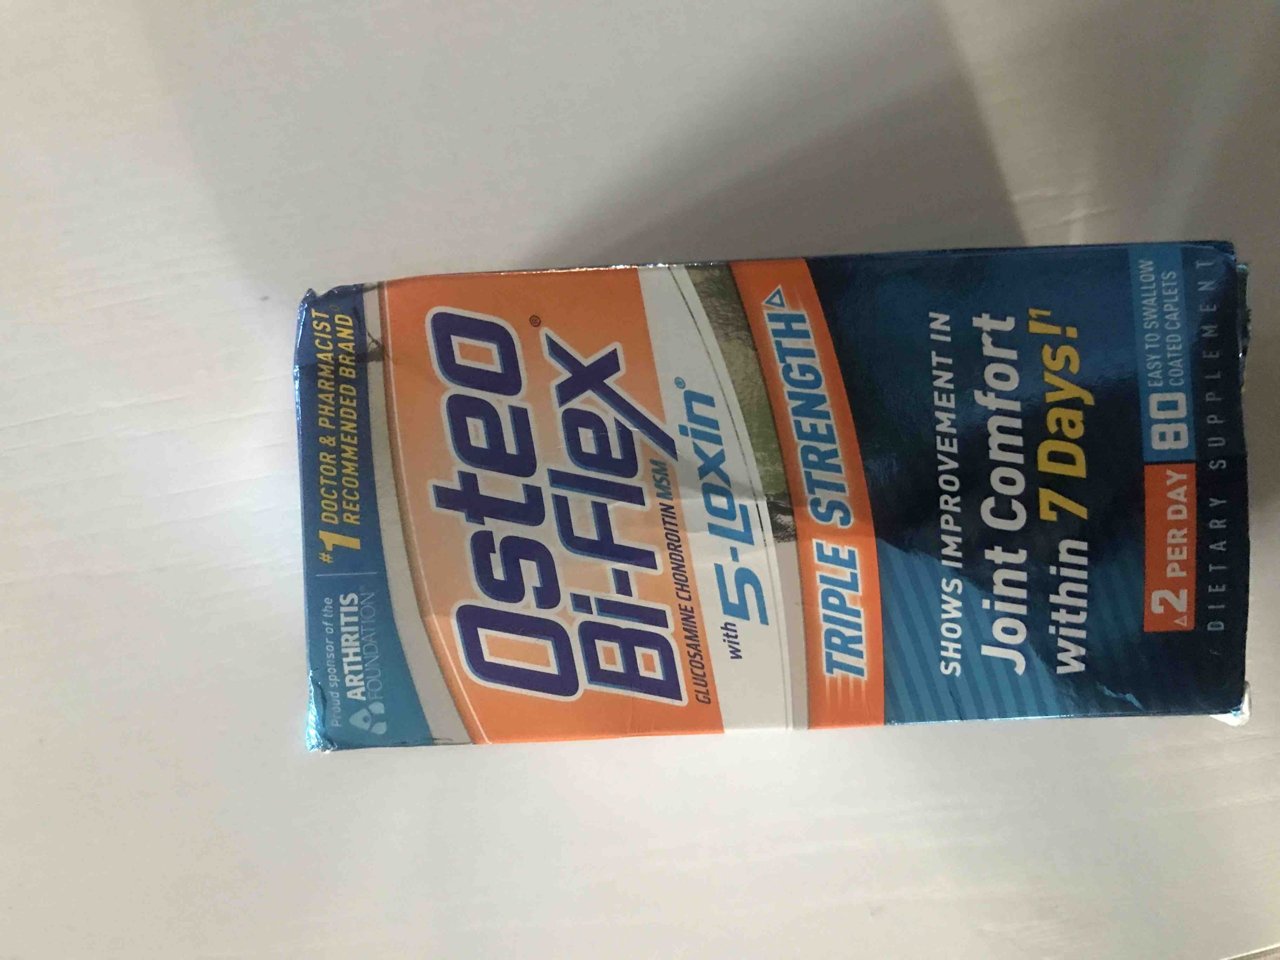 Proud sponsor of the
ARTHRITIS
FOUNDATION
#1 DOCTOR & PHARMACIST
RECOMMENDED BRAND
Osteo
Bi-Flex®
GLUCOSAMINE CHONDROITIN MSM
with 5-LOXin®
TRIPLE STRENGTH
SHOWS IMPROVEMENT IN
Joint Comfort
within 7 Days!1
2 PER DAY
80 EASY TO SWALLOW
COATED CAPLETS
DIETARY SUPPLEMENT